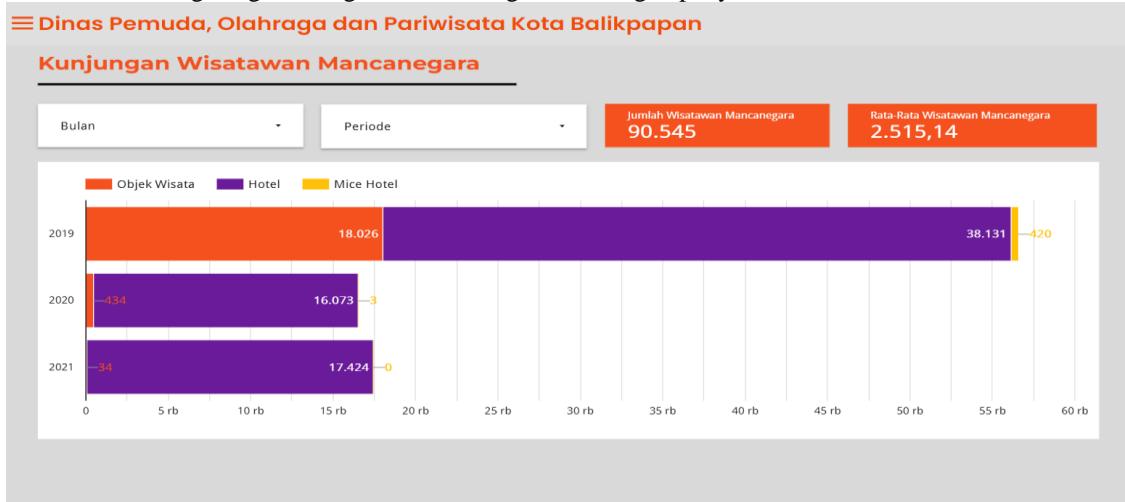 Dinas Pemuda, Olahraga dan Pariwisata Kota Balikpapan
Kunjungan Wisatawan Mancanegara
Bulan
Periode
Jumlah Wisatawan Mancanegara
90.545
Rata-Rata Wisatawan Mancanegara
2.515,14
Objek Wisata Hotel Mice Hotel
2019 18.026 38.131 420
2020 434 16.073 3
2021 34 17.424 0
0 5 rb 10 rb 15 rb 20 rb 25 rb 30 rb 35 rb 40 rb 45 rb 50 rb 55 rb 60 rb